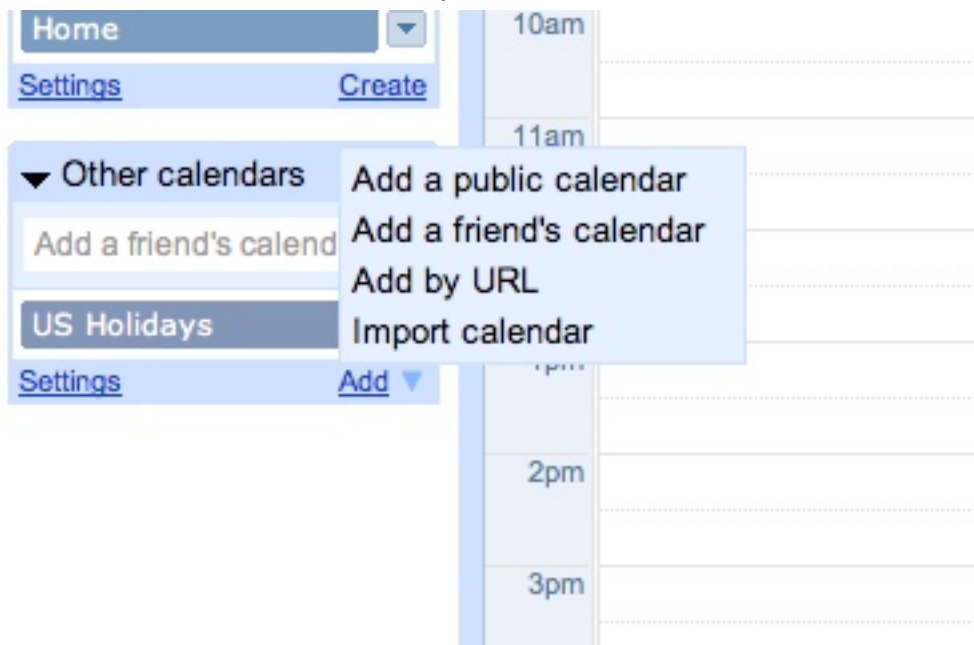 Home
10am
Settings
Create
11am
Other calendars
Add a public calendar
Add a friend's calend
Add a friend's calendar
Add by URL
US Holidays
Import calendar
1pm
Settings
Add
2pm
3pm